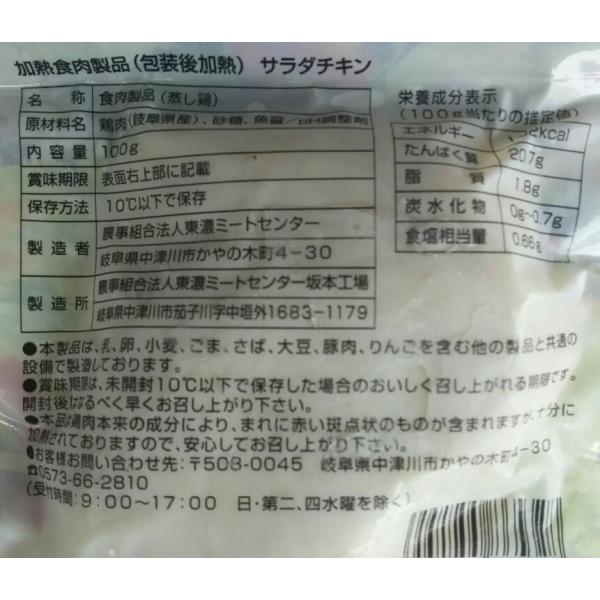 加熱食肉製品(包装後加熱) サラダチキン
名 称 食肉製品(蒸し鶏)
原材料名 鶏肉(岐阜県産)、砂糖、魚醤/pH調整剤
内容量 100g
賞味期限 表面右上部に記載
保存方法 10℃以下で保存
製造者 農事組合法人東濃ミートセンター
岐阜県中津川市かやの木町4-30
製造所 農事組合法人東濃ミートセンター坂本工場
岐阜県中津川市茄子川字中垣外1683-1179
栄養成分表示
(100g当たりの推定値)
エネルギー
たんぱく質 20.7g
脂 質 1.8g
炭水化物 0g~0.7g
食塩相当量 0.66g
●本製品は、乳、卵、小麦、ごま、さば、大豆、豚肉、りんごを含む他の製品と共通の
設備で製造しております。
●賞味期限は、未開封10℃以下で保存した場合のおいしく召し上がれる期限です。
開封後はなるべく早くお召し上がり下さい。
●本品は鶏肉本来の成分により、まれに赤い斑点状のものが含まれますが、十分に
加熱されておりますので、安心してお召し上がり下さい。
●お客様お問い合わせ先:〒508-0045 岐阜県中津川市かやの木町4-30
☎0573-66-2810
(受付時間:9:00~17:00 日・第二、四水曜を除く)